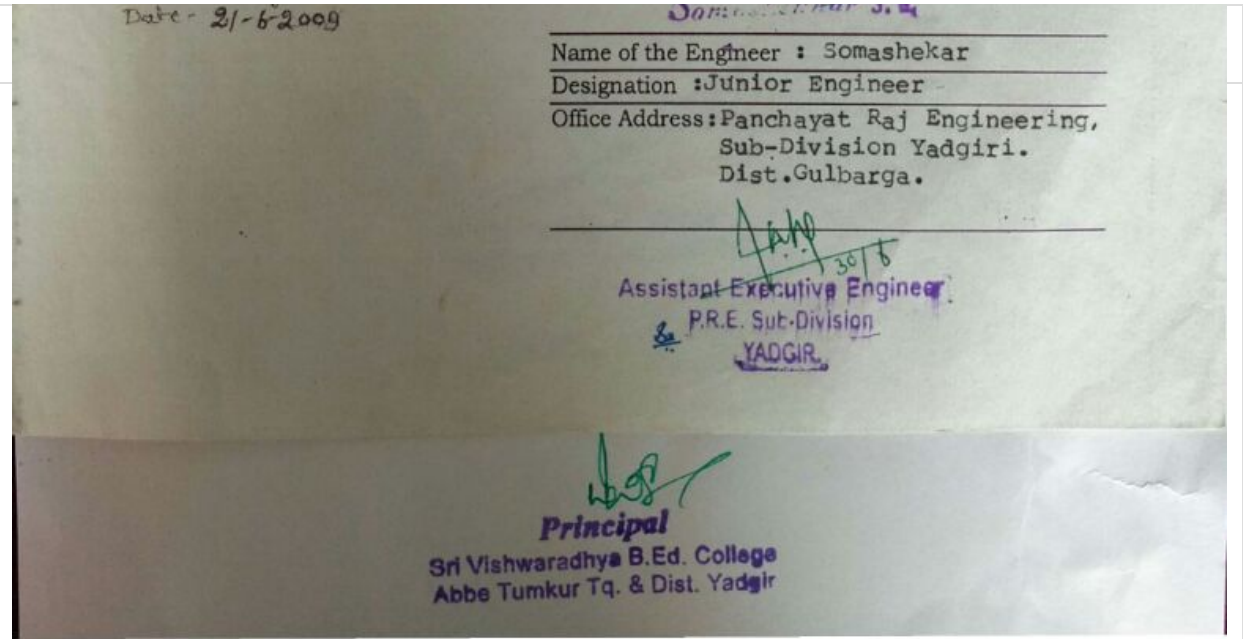 Date - 21-6-2009
Name of the Engineer : Somashekar
Designation :Junior Engineer
Office Address:Panchayat Raj Engineering,
Sub-Division Yadgiri.
Dist.Gulbarga.
30/6
Assistant Executive Engineer
P.R.E. Sub-Division
YADGIR.
Principal
Sri Vishwaradhya B.Ed. College
Abbe Tumkur Tq. & Dist. Yadgir